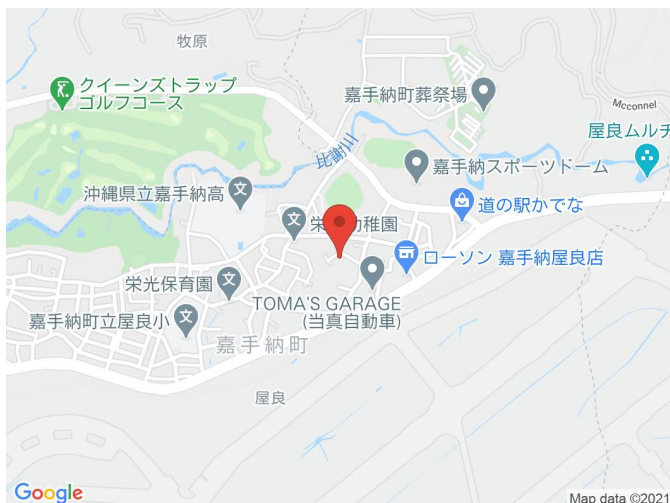 牧原
クイーンズトラップ
ゴルフコース
嘉手納町葬祭場
Mcconnel
屋良ムルチ
比謝川
嘉手納スポーツドーム
沖縄県立嘉手納高
道の駅かでな
栄
幼稚園
ローソン 嘉手納屋良店
栄光保育園
TOMA'S GARAGE
(当真自動車)
嘉手納町立屋良小
嘉手納町
屋良
Google
Map data ©2021